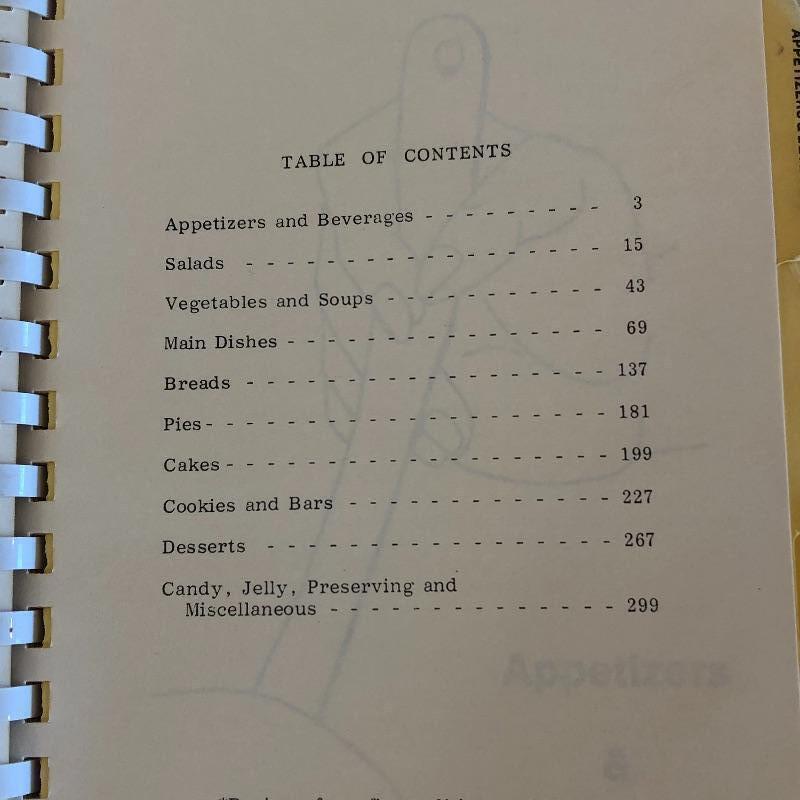 TABLE OF CONTENTS
Appetizers and Beverages - - - - - - - - - 3
Salads - - - - - - - - - - - - - - - - - - 15
Vegetables and Soups - - - - - - - - - - - 43
Main Dishes - - - - - - - - - - - - - - - - 69
Breads - - - - - - - - - - - - - - - - - - 137
Pies - - - - - - - - - - - - - - - - - - - - 181
Cakes - - - - - - - - - - - - - - - - - - - 199
Cookies and Bars - - - - - - - - - - - - - 227
Desserts - - - - - - - - - - - - - - - - - 267
Candy, Jelly, Preserving and
Miscellaneous - - - - - - - - - - - - - - 299
Appetizers
&